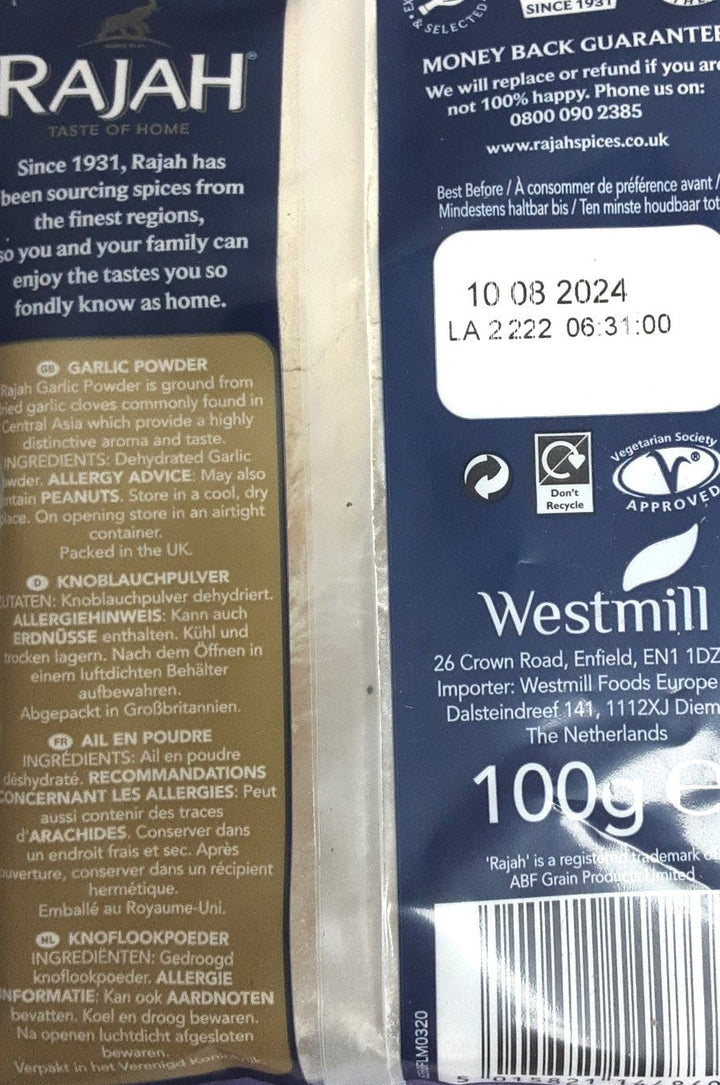 RAJAH®
TASTE OF HOME
Since 1931, Rajah has
been sourcing spices from
the finest regions,
so you and your family can
enjoy the tastes you so
fondly know as home.
GB GARLIC POWDER
Rajah Garlic Powder is ground from
dried garlic cloves commonly found in
Central Asia which provide a highly
distinctive aroma and taste.
INGREDIENTS: Dehydrated Garlic
Powder. ALLERGY ADVICE: May also
contain PEANUTS. Store in a cool, dry
place. On opening store in an airtight
container.
Packed in the UK.
D KNOBLAUCHPULVER
ZUTATEN: Knoblauchpulver dehydriert.
ALLERGIEHINWEIS: Kann auch
ERDNÜSSE enthalten. Kühl und
trocken lagern. Nach dem Öffnen in
einem luftdichten Behälter
aufbewahren.
Abgepackt in Großbritannien.
FR AIL EN POUDRE
INGRÉDIENTS: Ail en poudre
déshydraté. RECOMMANDATIONS
CONCERNANT LES ALLERGIES: Peut
aussi contenir des traces
d'ARACHIDES. Conserver dans
un endroit frais et sec. Après
ouverture, conserver dans un récipient
hermétique.
Emballé au Royaume-Uni.
NL KNOFLOOKPOEDER
INGREDIËNTEN: Gedroogd
knoflookpoeder. ALLERGIE
INFORMATIE: Kan ook AARDNOTEN
bevatten. Koel en droog bewaren.
Na openen luchtdicht afgesloten
bewaren.
Verpakt in het Verenigd
& SELECTED
SINCE 1931
MONEY BACK GUARANTEE
We will replace or refund if you are
not 100% happy. Phone us on:
0800 090 2385
www.rajahspices.co.uk
Best Before / À consommer de préférence avant /
Mindestens haltbar bis / Ten minste houdbaar tot
10 08 2024
LA 2222 06:31:00
Don't
Recycle
Vegetarian Society
V®
APPROVED
Westmill
26 Crown Road, Enfield, EN1 1DZ
Importer: Westmill Foods Europe
Dalsteindreef 141, 1112XJ Diem
The Netherlands
100g e
'Rajah' is a registered trademark of
ABF Grain Products Limited
FLM0320